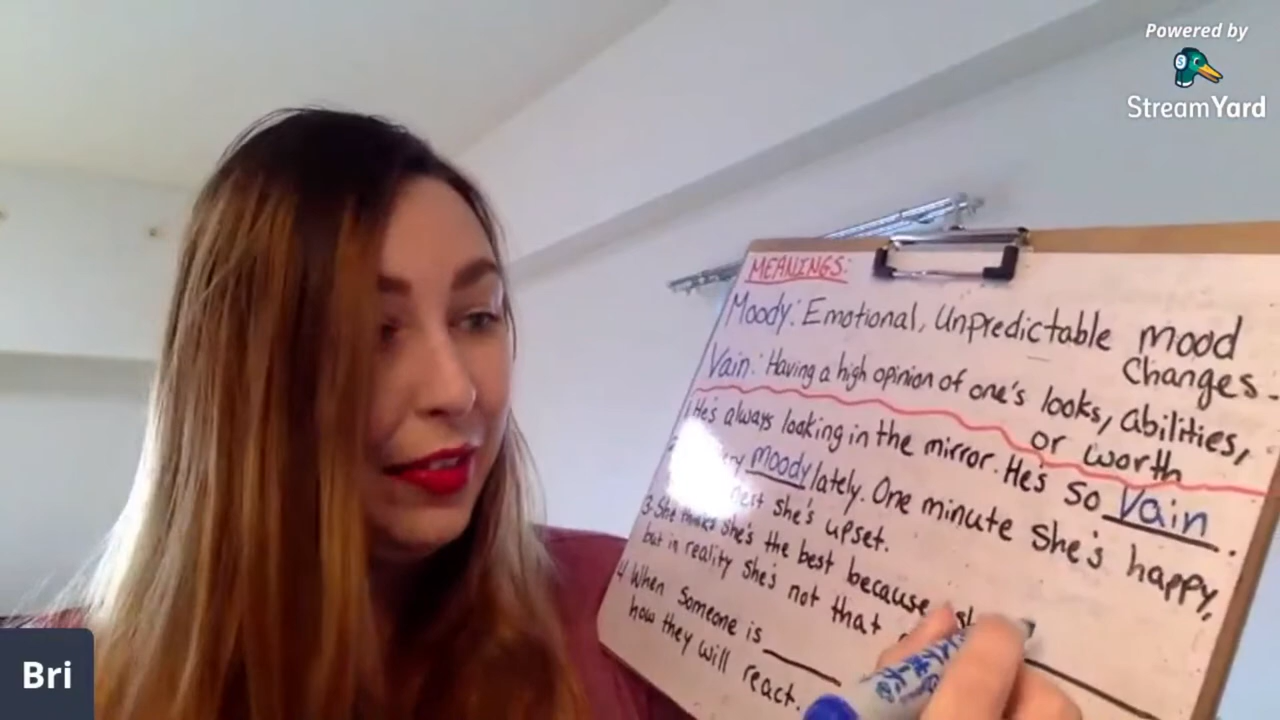 Powered by
StreamYard
MEANINGS:
Moody: Emotional, Unpredictable mood
changes.
Vain: Having a high opinion of one's looks, abilities,
or worth
1. He's always looking in the mirror. He's so Vain.
moody lately. One minute she's happy,
she's upset.
3. She thinks she's the best because
but in reality she's not that
4 When someone is
how they will react.
Bri